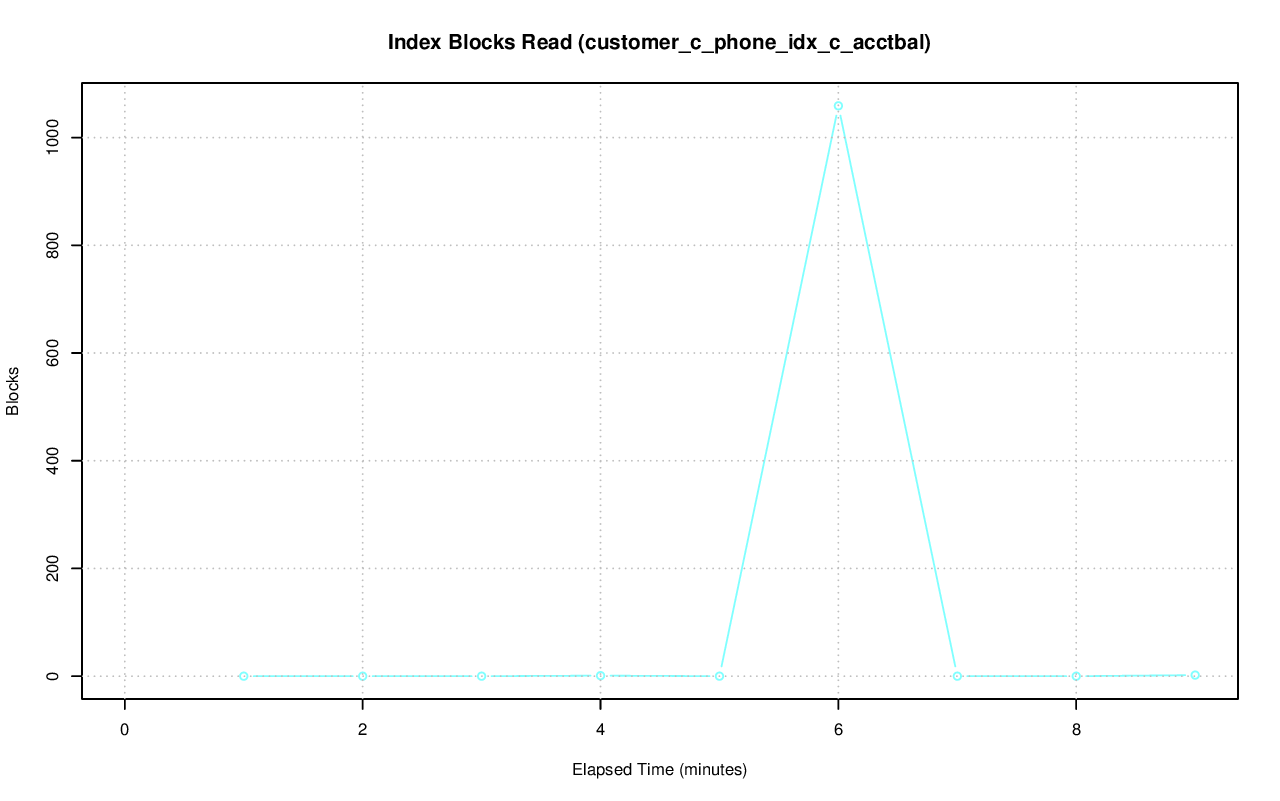 Index Blocks Read (customer_c_phone_idx_c_acctbal)
1000
800
600
400
200
0
Blocks
0 2 4 6 8
Elapsed Time (minutes)